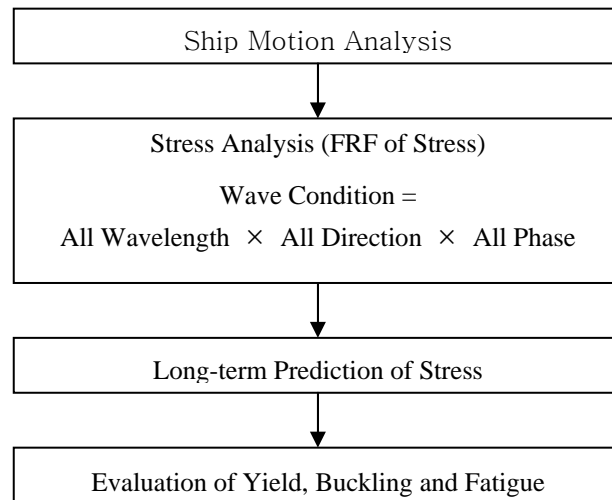 Ship Motion Analysis
Stress Analysis (FRF of Stress)
Wave Condition =
All Wavelength × All Direction × All Phase
Long-term Prediction of Stress
Evaluation of Yield, Buckling and Fatigue